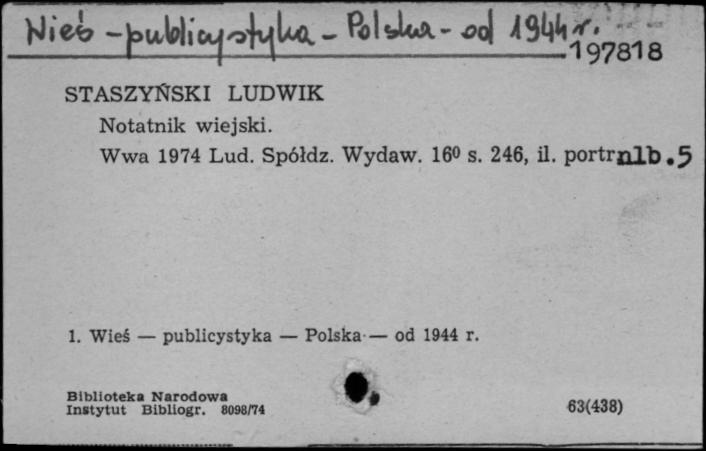 Wieś - publicystyka - Polska - od 1944 r.
197818
STASZYŃSKI LUDWIK
Notatnik wiejski.
Wwa 1974 Lud. Spółdz. Wydaw. 16⁰ s. 246, il. portr nlb.5
1. Wieś — publicystyka — Polska — od 1944 r.
Biblioteka Narodowa
Instytut Bibliogr. 8098/74
63(438)